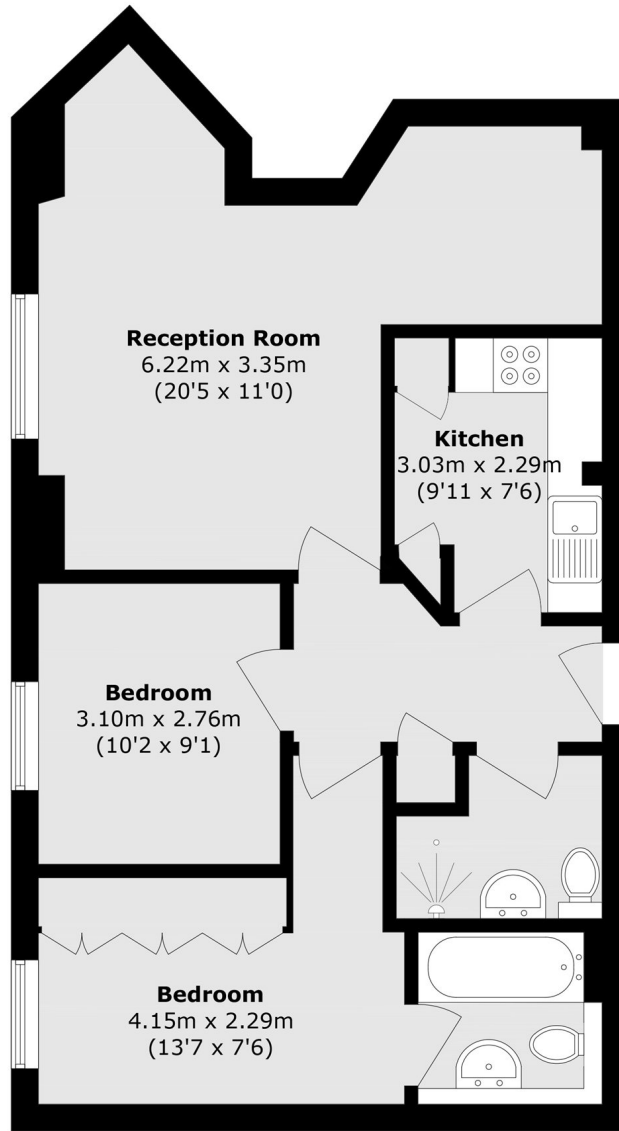 Reception Room
6.22m x 3.35m
(20'5 x 11'0)
Kitchen
3.03m x 2.29m
(9'11 x 7'6)
Bedroom
3.10m x 2.76m
(10'2 x 9'1)
Bedroom
4.15m x 2.29m
(13'7 x 7'6)